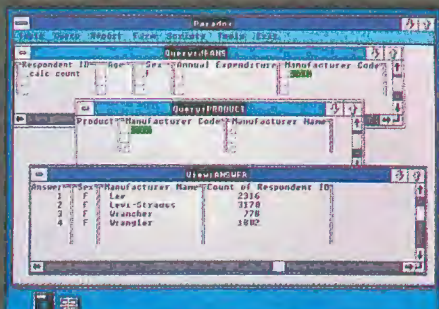 Paradox
Table Query Report Form Scripts Tools Exit
Query:JEANS
Respondent ID Age Sex Annual Expenditure Manufacturer Code
calc count F
Query:PRODUCT
Product Manufacturer Code Manufacturer Name
View:ANSWER
Answer Sex Manufacturer Name Count of Respondent ID
1 F Lee 2316
2 F Levi-Strauss 3170
3 F Wrancher 778
4 F Wrangler 1802